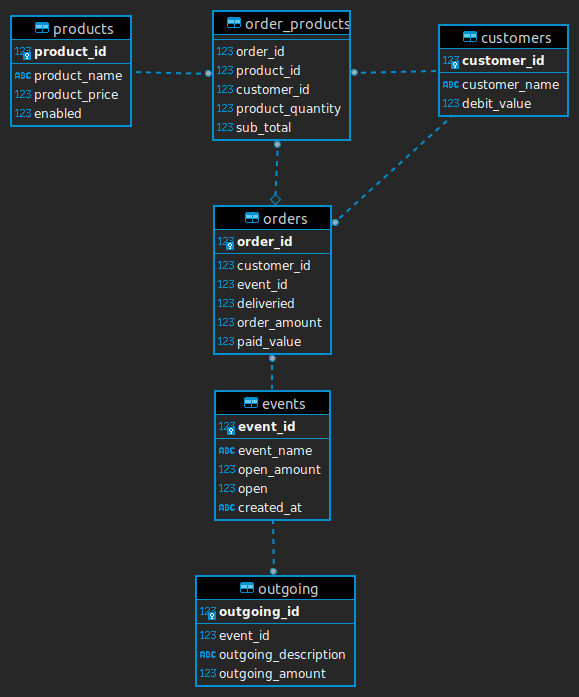 products
123 product_id
ABC product_name
123 product_price
123 enabled
order_products
123 order_id
123 product_id
123 customer_id
123 product_quantity
123 sub_total
customers
123 customer_id
ABC customer_name
123 debit_value
orders
123 order_id
123 customer_id
123 event_id
123 deliveried
123 order_amount
123 paid_value
events
123 event_id
ABC event_name
123 open_amount
123 open
ABC created_at
outgoing
123 outgoing_id
123 event_id
ABC outgoing_description
123 outgoing_amount